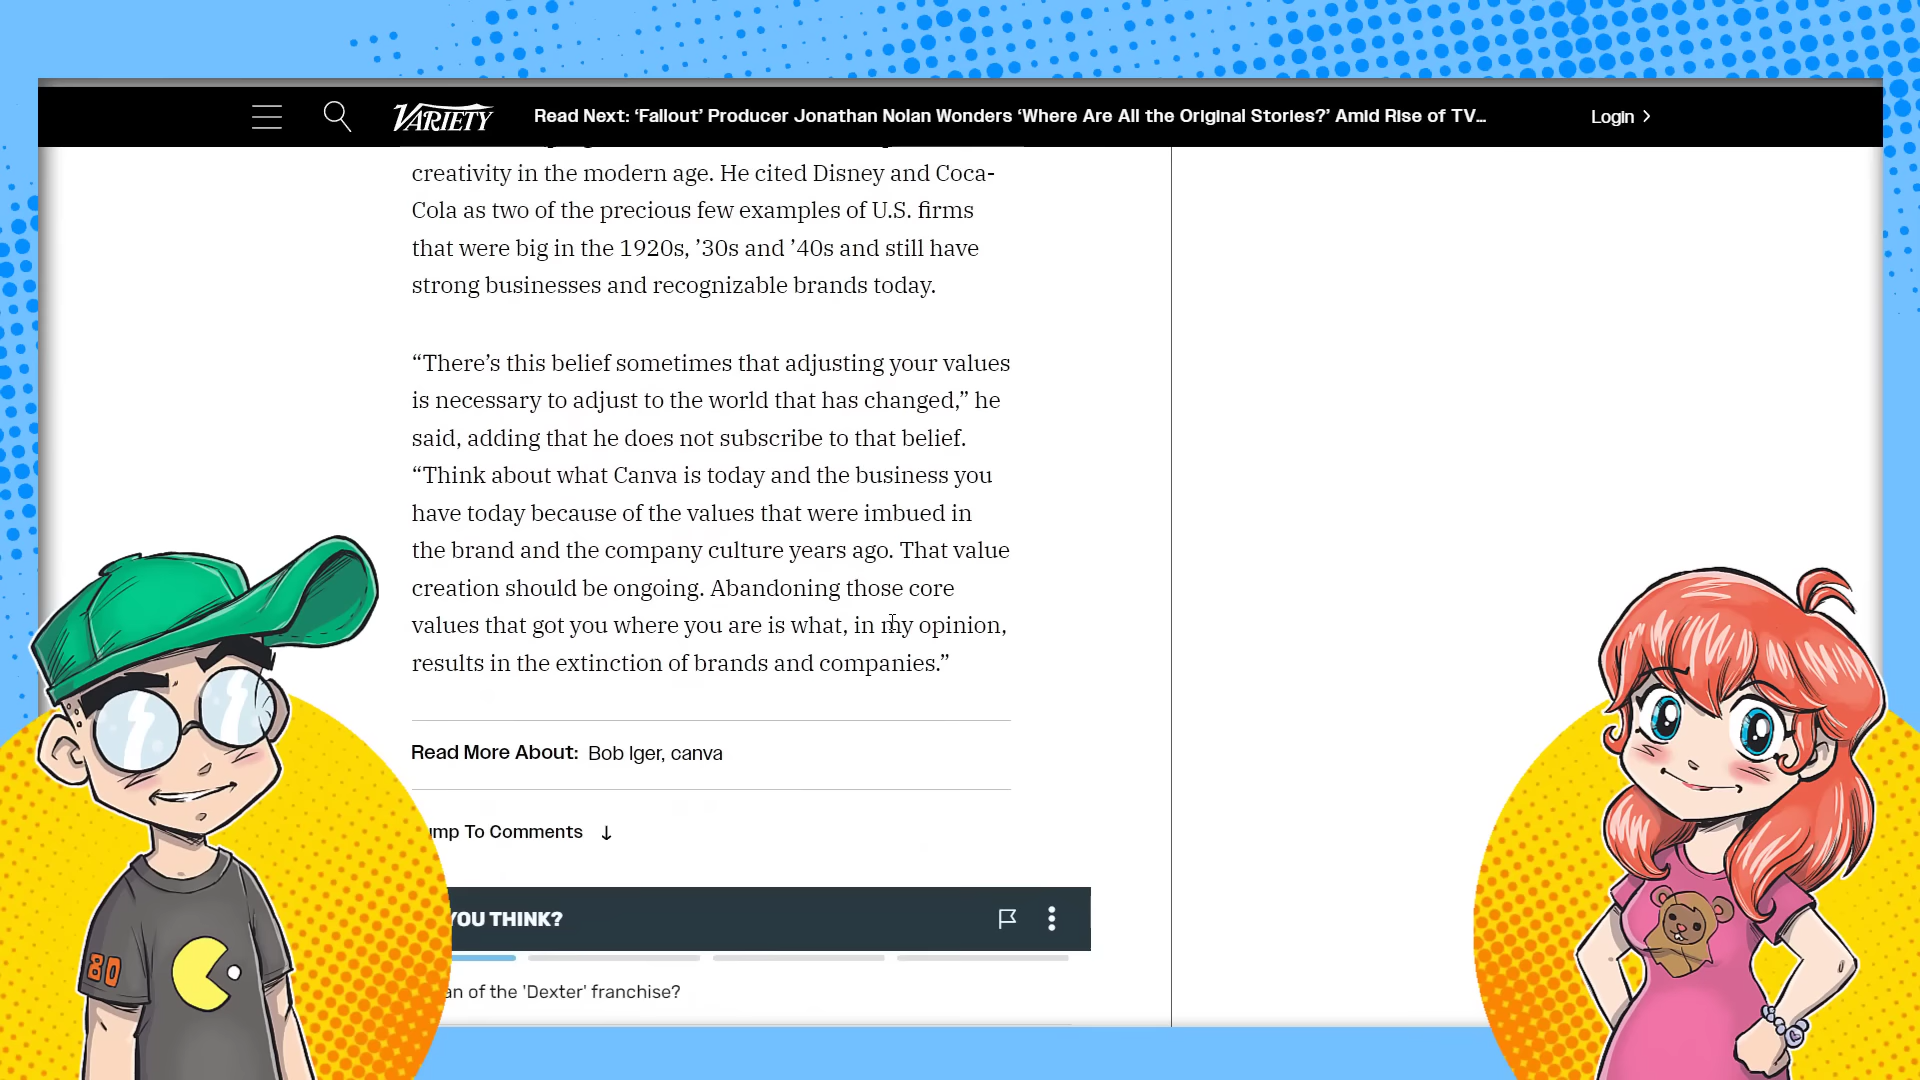 VARIETY
Read Next: ‘Fallout’ Producer Jonathan Nolan Wonders ‘Where Are All the Original Stories?’ Amid Rise of TV...
Login
creativity in the modern age. He cited Disney and Coca-
Cola as two of the precious few examples of U.S. firms
that were big in the 1920s, ’30s and ’40s and still have
strong businesses and recognizable brands today.
“There’s this belief sometimes that adjusting your values
is necessary to adjust to the world that has changed,” he
said, adding that he does not subscribe to that belief.
“Think about what Canva is today and the business you
have today because of the values that were imbued in
the brand and the company culture years ago. That value
creation should be ongoing. Abandoning those core
values that got you where you are is what, in my opinion,
results in the extinction of brands and companies.”
Read More About: Bob Iger, canva
ump To Comments
YOU THINK?
an of the 'Dexter' franchise?
80